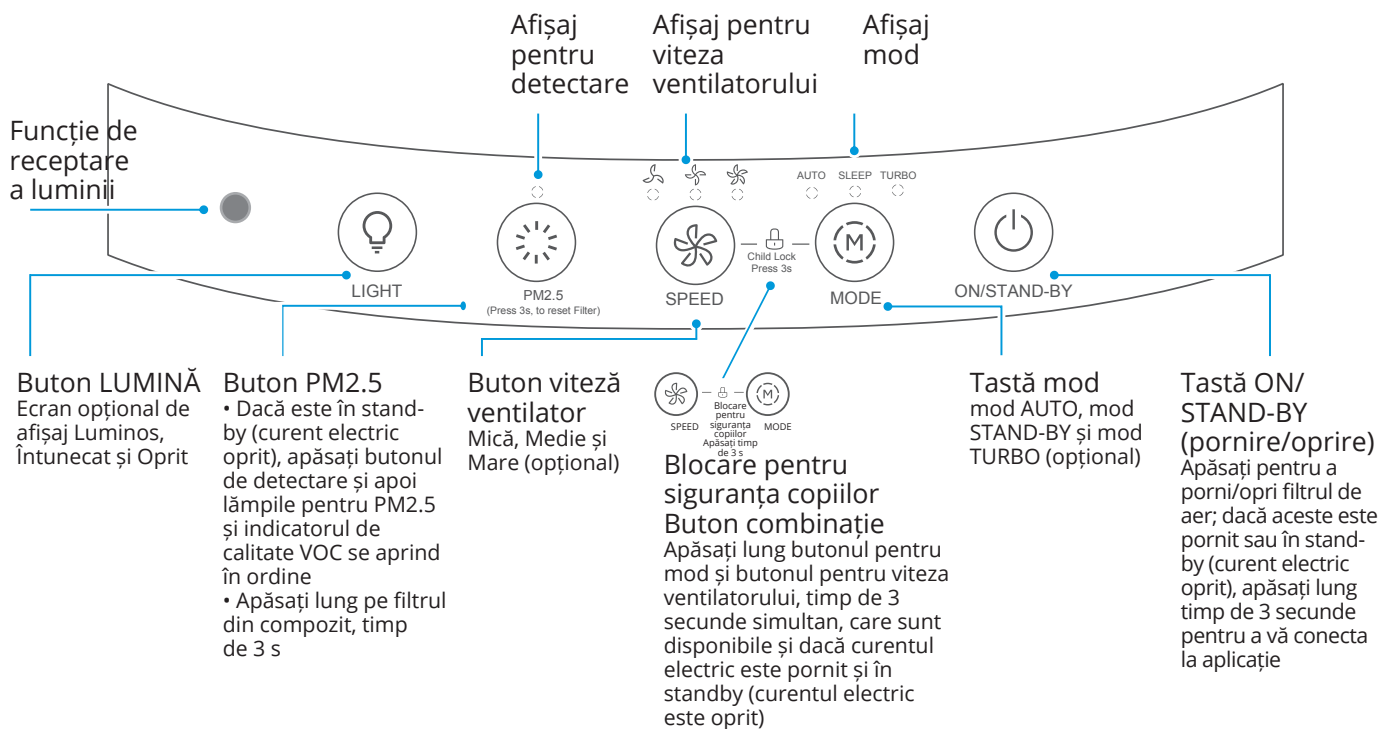 Afișaj
pentru
detectare
Afișaj pentru
viteza
ventilatorului
Afișaj
mod
Funcție de
receptare
a luminii
AUTO SLEEP TURBO
Child Lock
Press 3s
LIGHT
PM2.5
(Press 3s, to reset Filter)
SPEED
MODE
ON/STAND-BY
Buton LUMINĂ
Ecran opțional de
afișaj Luminos,
Întunecat și Oprit
Buton PM2.5
• Dacă este în stand-
by (curent electric
oprit), apăsați butonul
de detectare și apoi
lămpile pentru PM2.5
și indicatorul de
calitate VOC se aprind
în ordine
• Apăsați lung pe filtrul
din compozit, timp
de 3 s
Buton viteză
ventilator
Mică, Medie și
Mare (opțional)
SPEED
Blocare
pentru
siguranța
copiilor
Apăsați timp
de 3 s
MODE
Blocare pentru
siguranța copiilor
Buton combinație
Apăsați lung butonul pentru
mod și butonul pentru viteza
ventilatorului, timp de 3
secunde simultan, care sunt
disponibile și dacă curentul
electric este pornit și în
standby (curentul electric
este oprit)
Tastă mod
mod AUTO, mod
STAND-BY și mod
TURBO (opțional)
Tastă ON/
STAND-BY
(pornire/oprire)
Apăsați pentru a
porni/opri filtrul de
aer; dacă aceste este
pornit sau în stand-
by (curent electric
oprit), apăsați lung
timp de 3 secunde
pentru a vă conecta
la aplicație